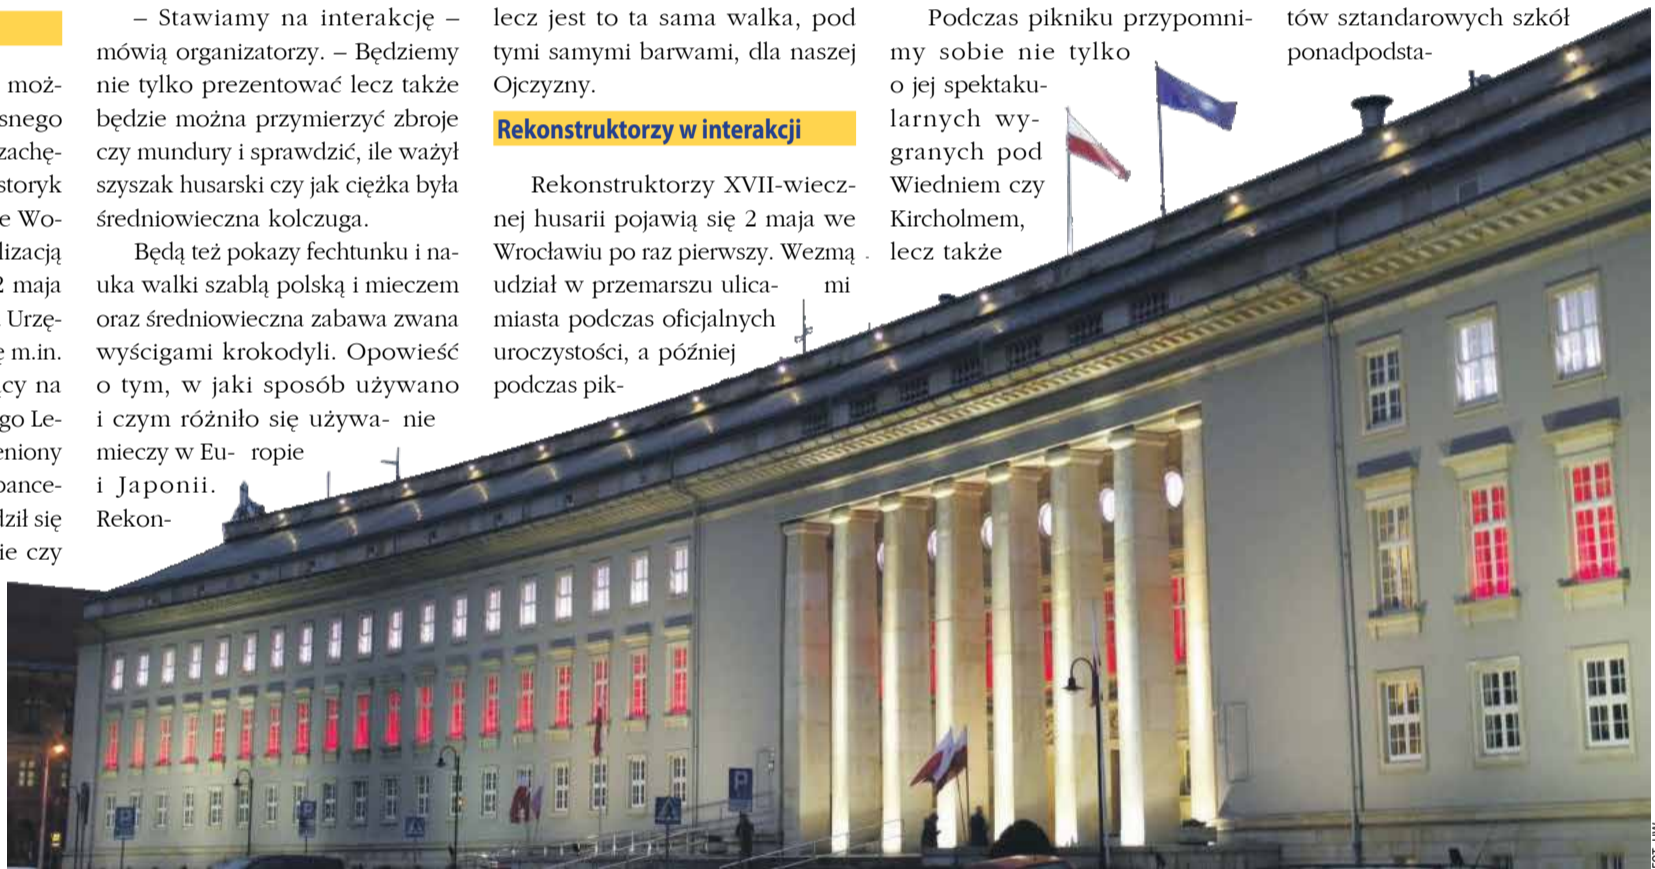 moż-
snego
zachę-
storyk
e Wo-
lizacją
2 maja
Urzę-
ę m.in.
cy na
go Le-
eniony
pance-
dził się
ie czy
– Stawiamy na interakcję –
mówią organizatorzy. – Będziemy
nie tylko prezentować lecz także
będzie można przymierzyć zbroje
czy mundury i sprawdzić, ile ważył
szyszak husarski czy jak ciężka była
średniowieczna kolczuga.
Będą też pokazy fechtunku i na-
uka walki szablą polską i mieczem
oraz średniowieczna zabawa zwana
wyścigami krokodyli. Opowieść
o tym, w jaki sposób używano
i czym różniło się używa- nie
mieczy w Eu- ropie
i Japonii.
Rekon-
lecz jest to ta sama walka, pod
tymi samymi barwami, dla naszej
Ojczyzny.
Rekonstruktorzy w interakcji
Rekonstruktorzy XVII-wiecz-
nej husarii pojawią się 2 maja we
Wrocławiu po raz pierwszy. Wezmą
udział w przemarszu ulica- mi
miasta podczas oficjalnych
uroczystości, a później
podczas pik-
Podczas pikniku przypomni-
my sobie nie tylko
o jej spektaku-
larnych wy-
granych pod
Wiedniem czy
Kircholmem,
lecz także
tów sztandarowych szkół
ponadpodsta-
P
P
P